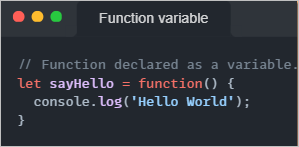 Function variable
// Function declared as a variable.
let sayHello = function() {
  console.log('Hello World');
}